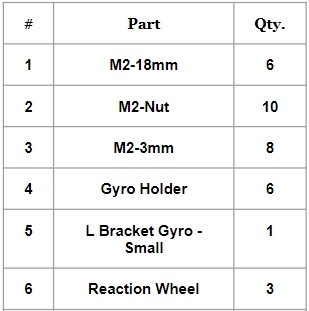 # Part Qty.
1 M2-18mm 6
2 M2-Nut 10
3 M2-3mm 8
4 Gyro Holder 6
5 L Bracket Gyro - 1
Small
6 Reaction Wheel 3